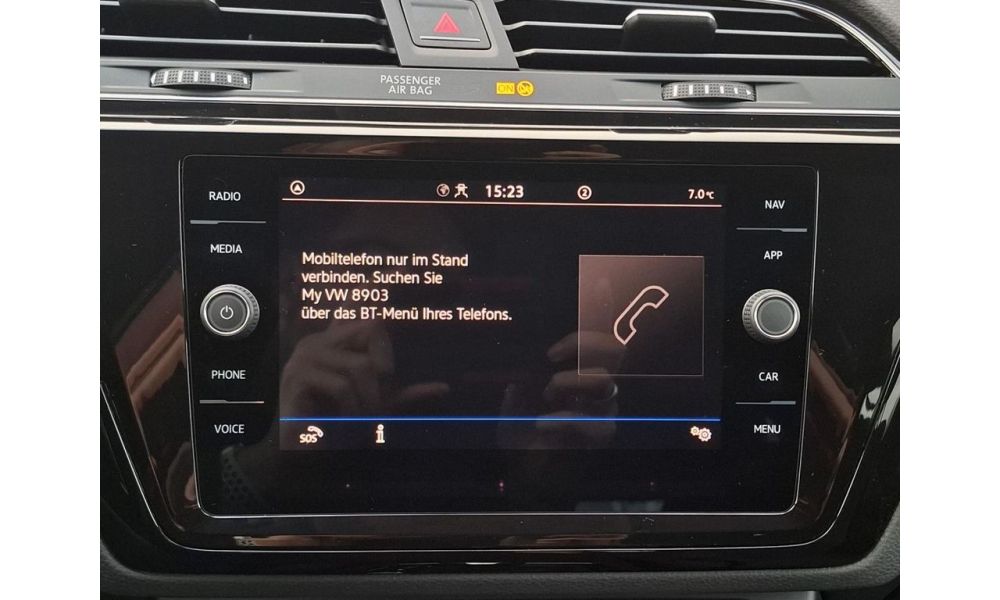 PASSENGER
AIR BAG
ON
RADIO
MEDIA
PHONE
VOICE
15:23
2
7.0°C
Mobiltelefon nur im Stand
verbinden. Suchen Sie
My VW 8903
über das BT-Menü Ihres Telefons.
SOS
i
NAV
APP
CAR
MENU